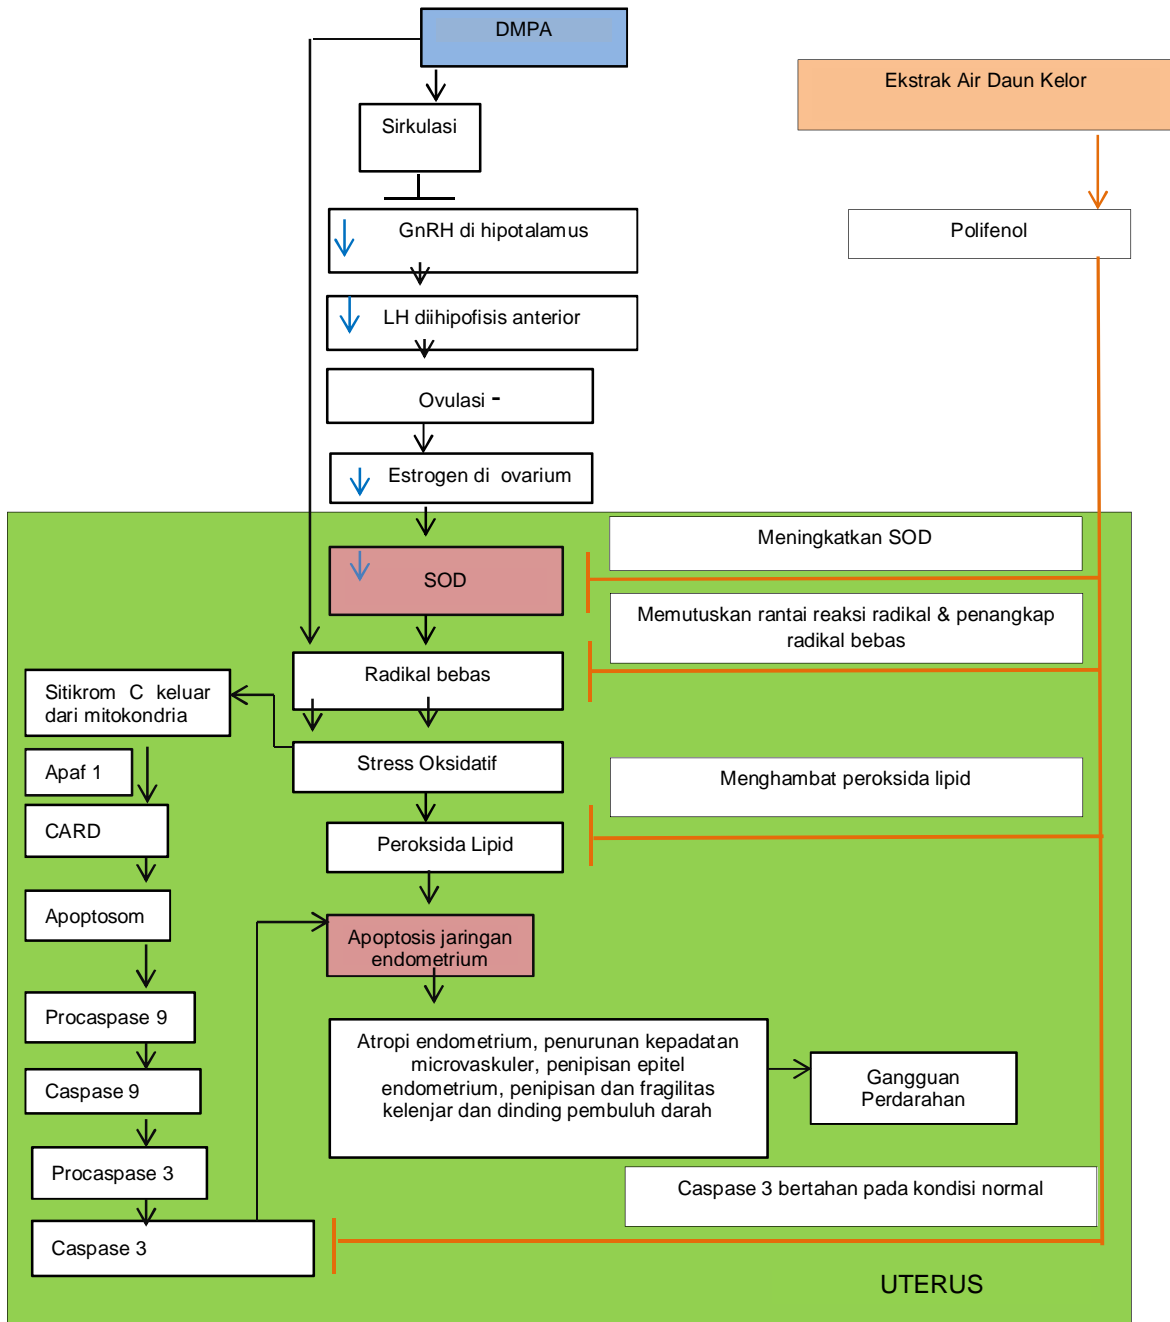 DMPA
Ekstrak Air Daun Kelor
Sirkulasi
GnRH di hipotalamus
Polifenol
LH diihipofisis anterior
Ovulasi -
Estrogen di ovarium
Meningkatkan SOD
SOD
Memutuskan rantai reaksi radikal & penangkap
radikal bebas
Radikal bebas
Sitikrom C keluar
dari mitokondria
Stress Oksidatif
Apaf 1
Menghambat peroksida lipid
CARD
Peroksida Lipid
Apoptosom
Apoptosis jaringan
endometrium
Procaspase 9
Atropi endometrium, penurunan kepadatan
microvaskuler, penipisan epitel
endometrium, penipisan dan fragilitas
kelenjar dan dinding pembuluh darah
Gangguan
Perdarahan
Caspase 9
Procaspase 3
Caspase 3 bertahan pada kondisi normal
Caspase 3
UTERUS